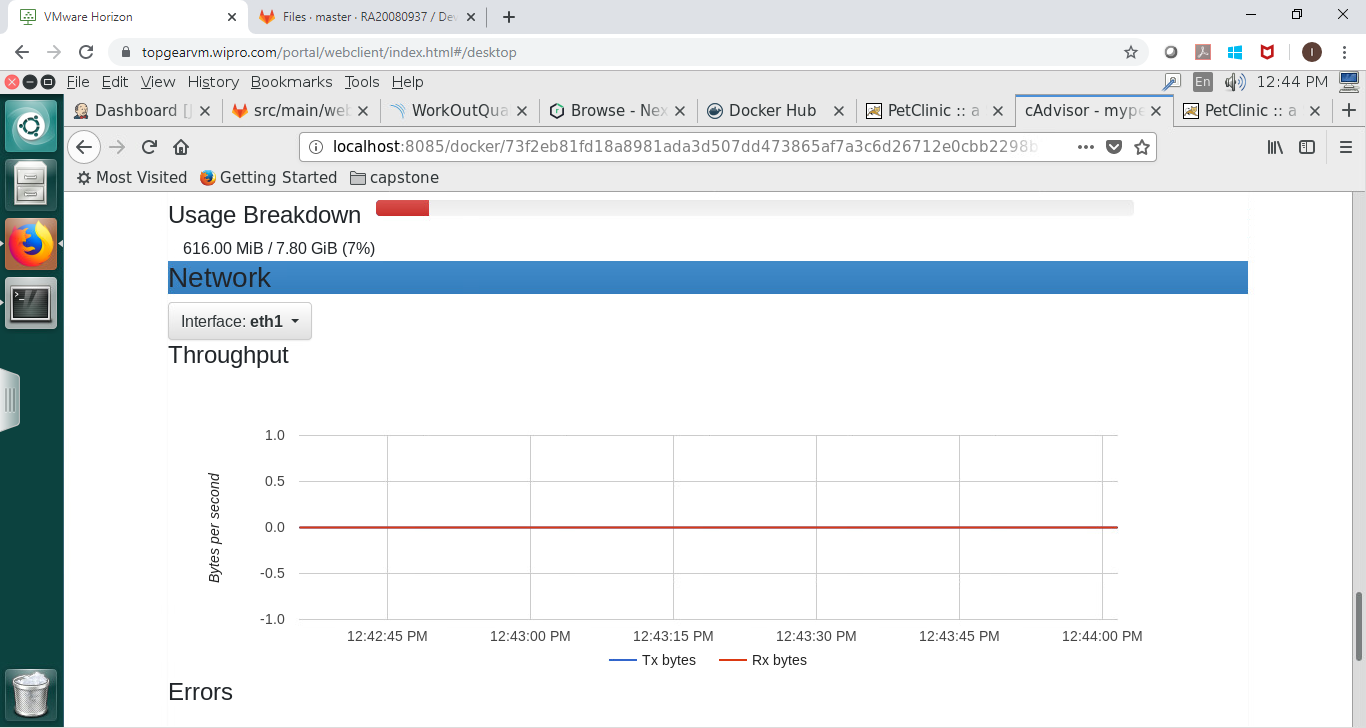 VMware Horizon
Files · master · RA20080937 / Dev
topgearvm.wipro.com/portal/webclient/index.html#/desktop
I
File Edit View History Bookmarks Tools Help
En
12:44 PM
Dashboard [J
src/main/web
WorkOutQua
Browse - Nex
Docker Hub
PetClinic :: a
cAdvisor - mype
PetClinic :: a
localhost:8085/docker/73f2eb81fd18a8981ada3d507dd473865af7a3c6d26712e0cbb2298b
Most Visited Getting Started capstone
Usage Breakdown
616.00 MiB / 7.80 GiB (7%)
Network
Interface: eth1
Throughput
Bytes per second
1.0
0.5
0.0
-0.5
-1.0
12:42:45 PM 12:43:00 PM 12:43:15 PM 12:43:30 PM 12:43:45 PM 12:44:00 PM
Tx bytes Rx bytes
Errors